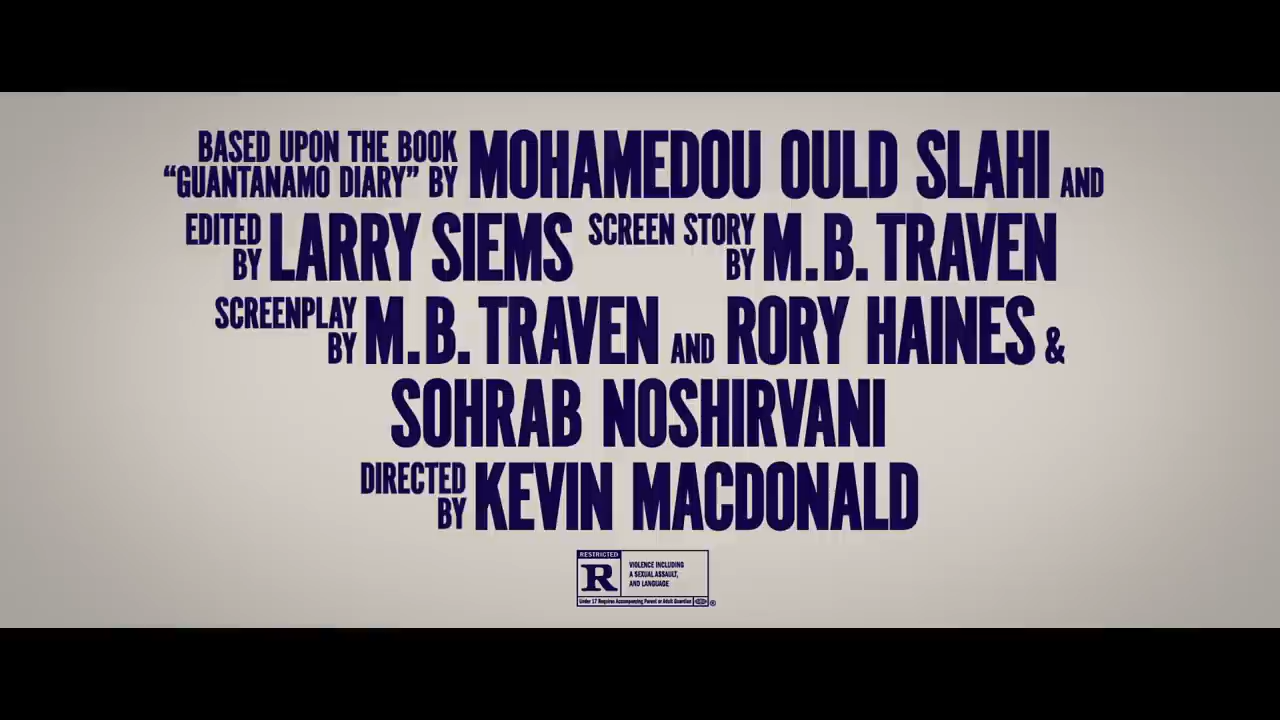 BASED UPON THE BOOK
“GUANTANAMO DIARY” BY MOHAMEDOU OULD SLAHI AND
EDITED BY LARRY SIEMS SCREEN STORY BY M.B. TRAVEN
SCREENPLAY BY M.B. TRAVEN AND RORY HAINES &
SOHRAB NOSHIRVANI
DIRECTED BY KEVIN MACDONALD
RESTRICTED
R
VIOLENCE INCLUDING
A SEXUAL ASSAULT,
AND LANGUAGE
Under 17 Requires Accompanying Parent or Adult Guardian
®